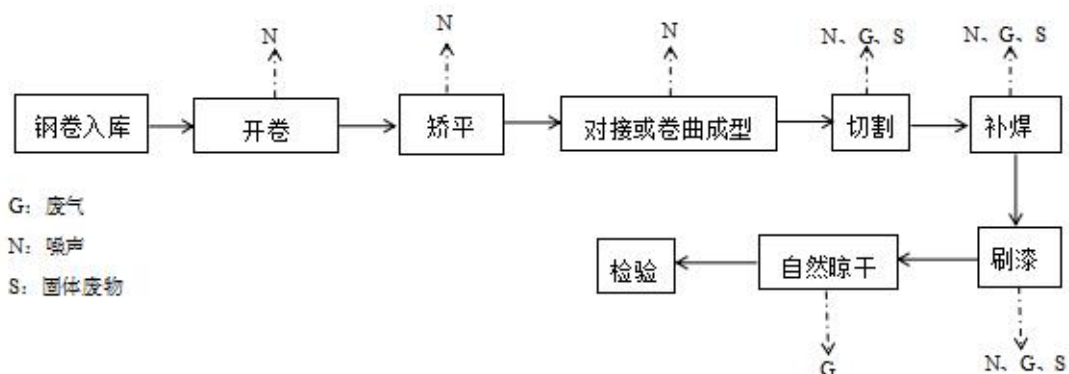 N
N
N
N、G、S
N、G、S
钢卷入库
开卷
矫平
对接或卷曲成型
切割
补焊
G：废气
N：噪声
S：固体废物
检验
自然晾干
刷漆
G
N、G、S